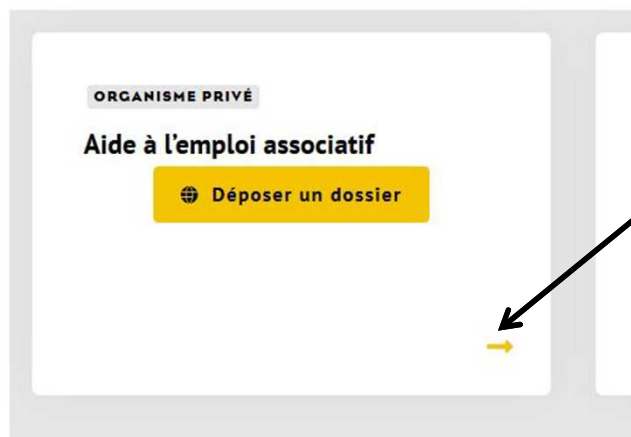 ORGANISME PRIVÉ
Aide à l’emploi associatif
Déposer un dossier